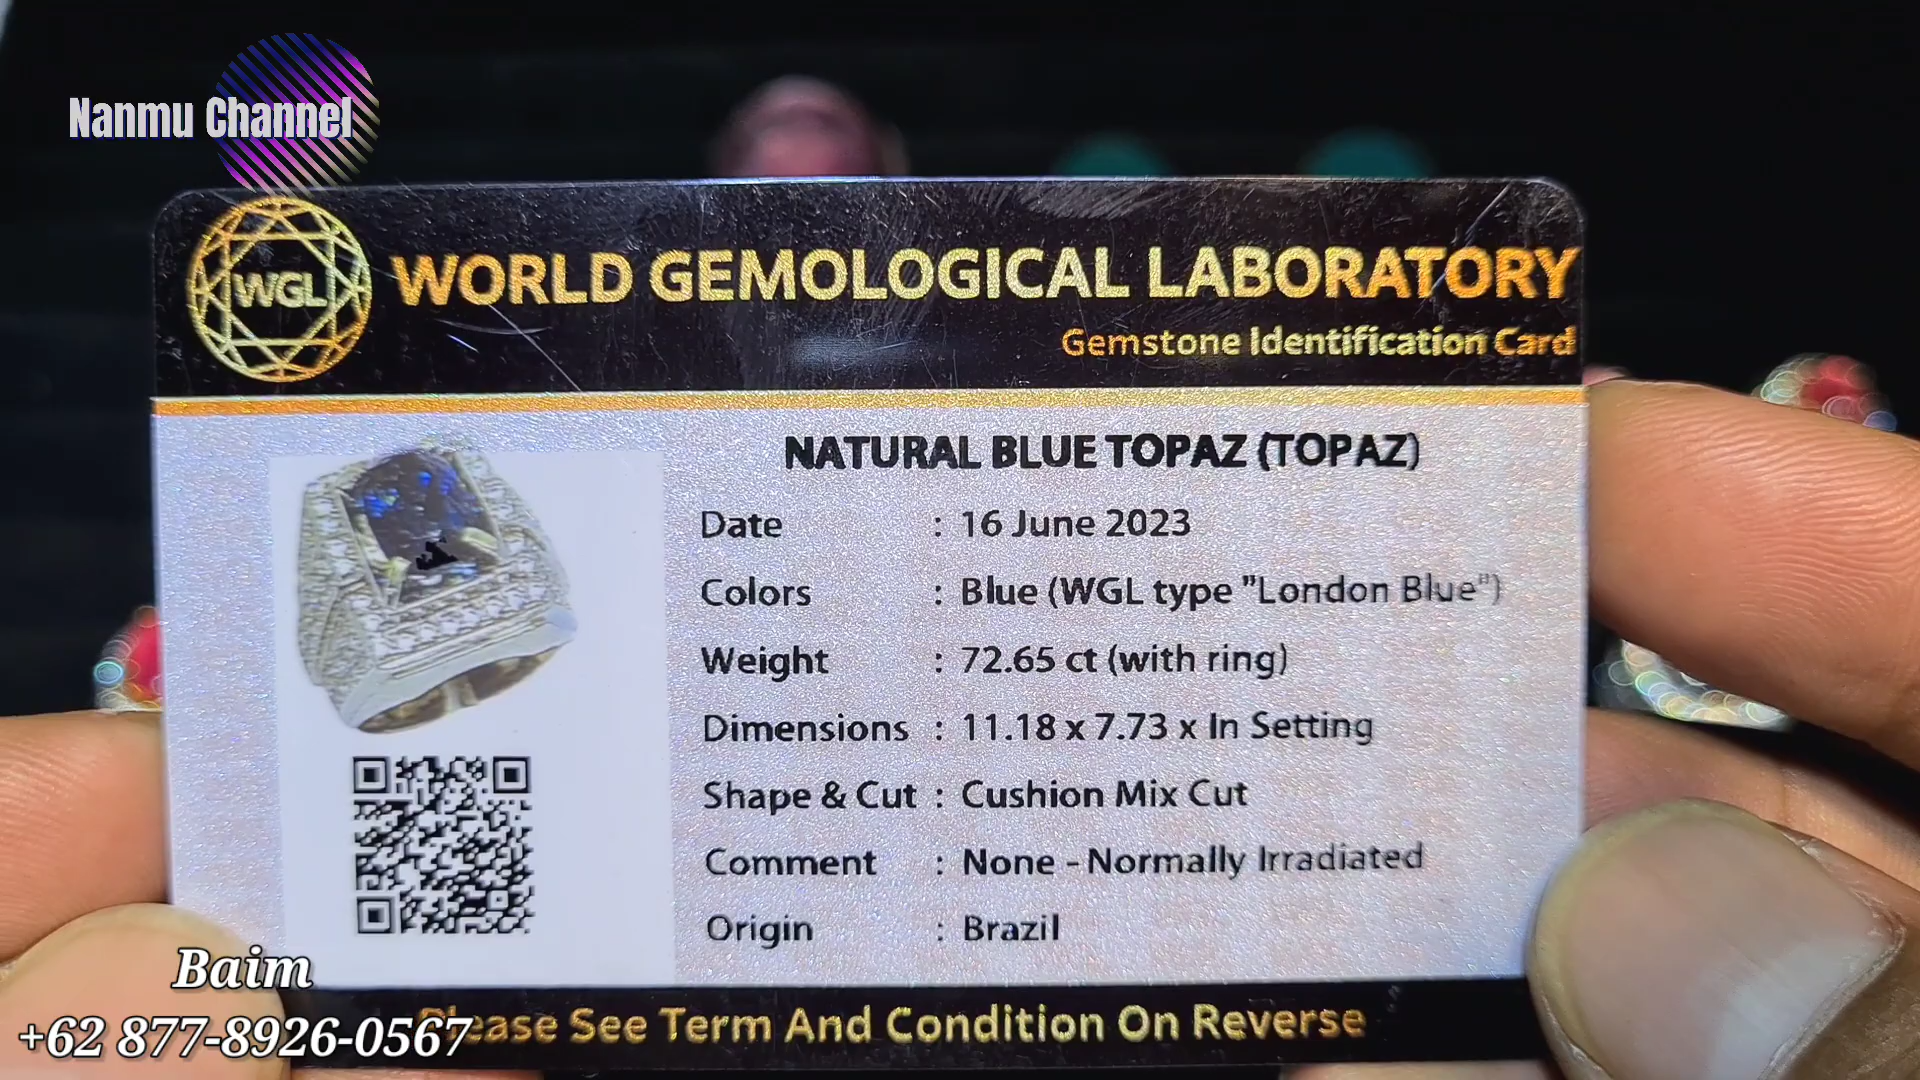 Nanmu Channel
WGL
WORLD GEMOLOGICAL LABORATORY
Gemstone Identification Card
NATURAL BLUE TOPAZ (TOPAZ)
Date : 16 June 2023
Colors : Blue (WGL type "London Blue")
Weight : 72.65 ct (with ring)
Dimensions : 11.18 x 7.73 x In Setting
Shape & Cut : Cushion Mix Cut
Comment : None - Normally Irradiated
Origin : Brazil
Please See Term And Condition On Reverse
Baim
+62 877-8926-0567